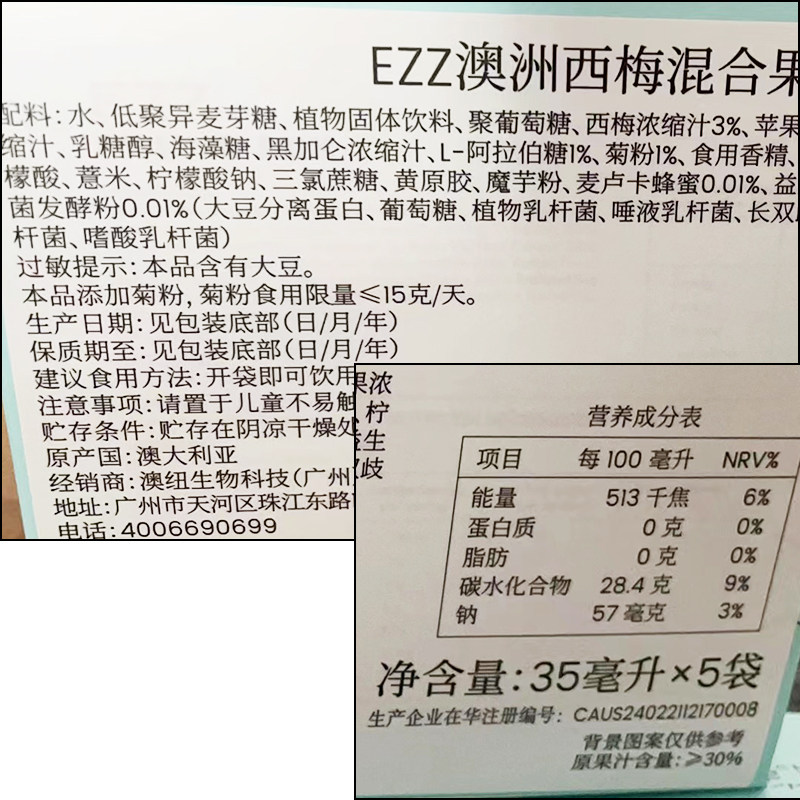 EZZ澳洲西梅混合果
配料：水、低聚异麦芽糖、植物固体饮料、聚葡萄糖、西梅浓缩汁3%、苹果
缩汁、乳糖醇、海藻糖、黑加仑浓缩汁、L-阿拉伯糖1%、菊粉1%、食用香精、
檬酸、薏米、柠檬酸钠、三氯蔗糖、黄原胶、魔芋粉、麦卢卡蜂蜜0.01%、益
菌发酵粉0.01%（大豆分离蛋白、葡萄糖、植物乳杆菌、唾液乳杆菌、长双
杆菌、嗜酸乳杆菌）
过敏提示：本品含有大豆。
本品添加菊粉，菊粉食用限量≤15克/天。
生产日期：见包装底部（日/月/年）
保质期至：见包装底部（日/月/年）
建议食用方法：开袋即可饮用
注意事项：请置于儿童不易触
贮存条件：贮存在阴凉干燥处
原产国：澳大利亚
经销商：澳纽生物科技（广州
地址：广州市天河区珠江东路
电话：4006690699
果浓
柠
益生
歧
营养成分表
项目 每100毫升 NRV%
能量 513千焦 6%
蛋白质 0克 0%
脂肪 0克 0%
碳水化合物 28.4克 9%
钠 57毫克 3%
净含量：35毫升×5袋
生产企业在华注册编号：CAUS24022112170008
背景图案仅供参考
原果汁含量：≥30%